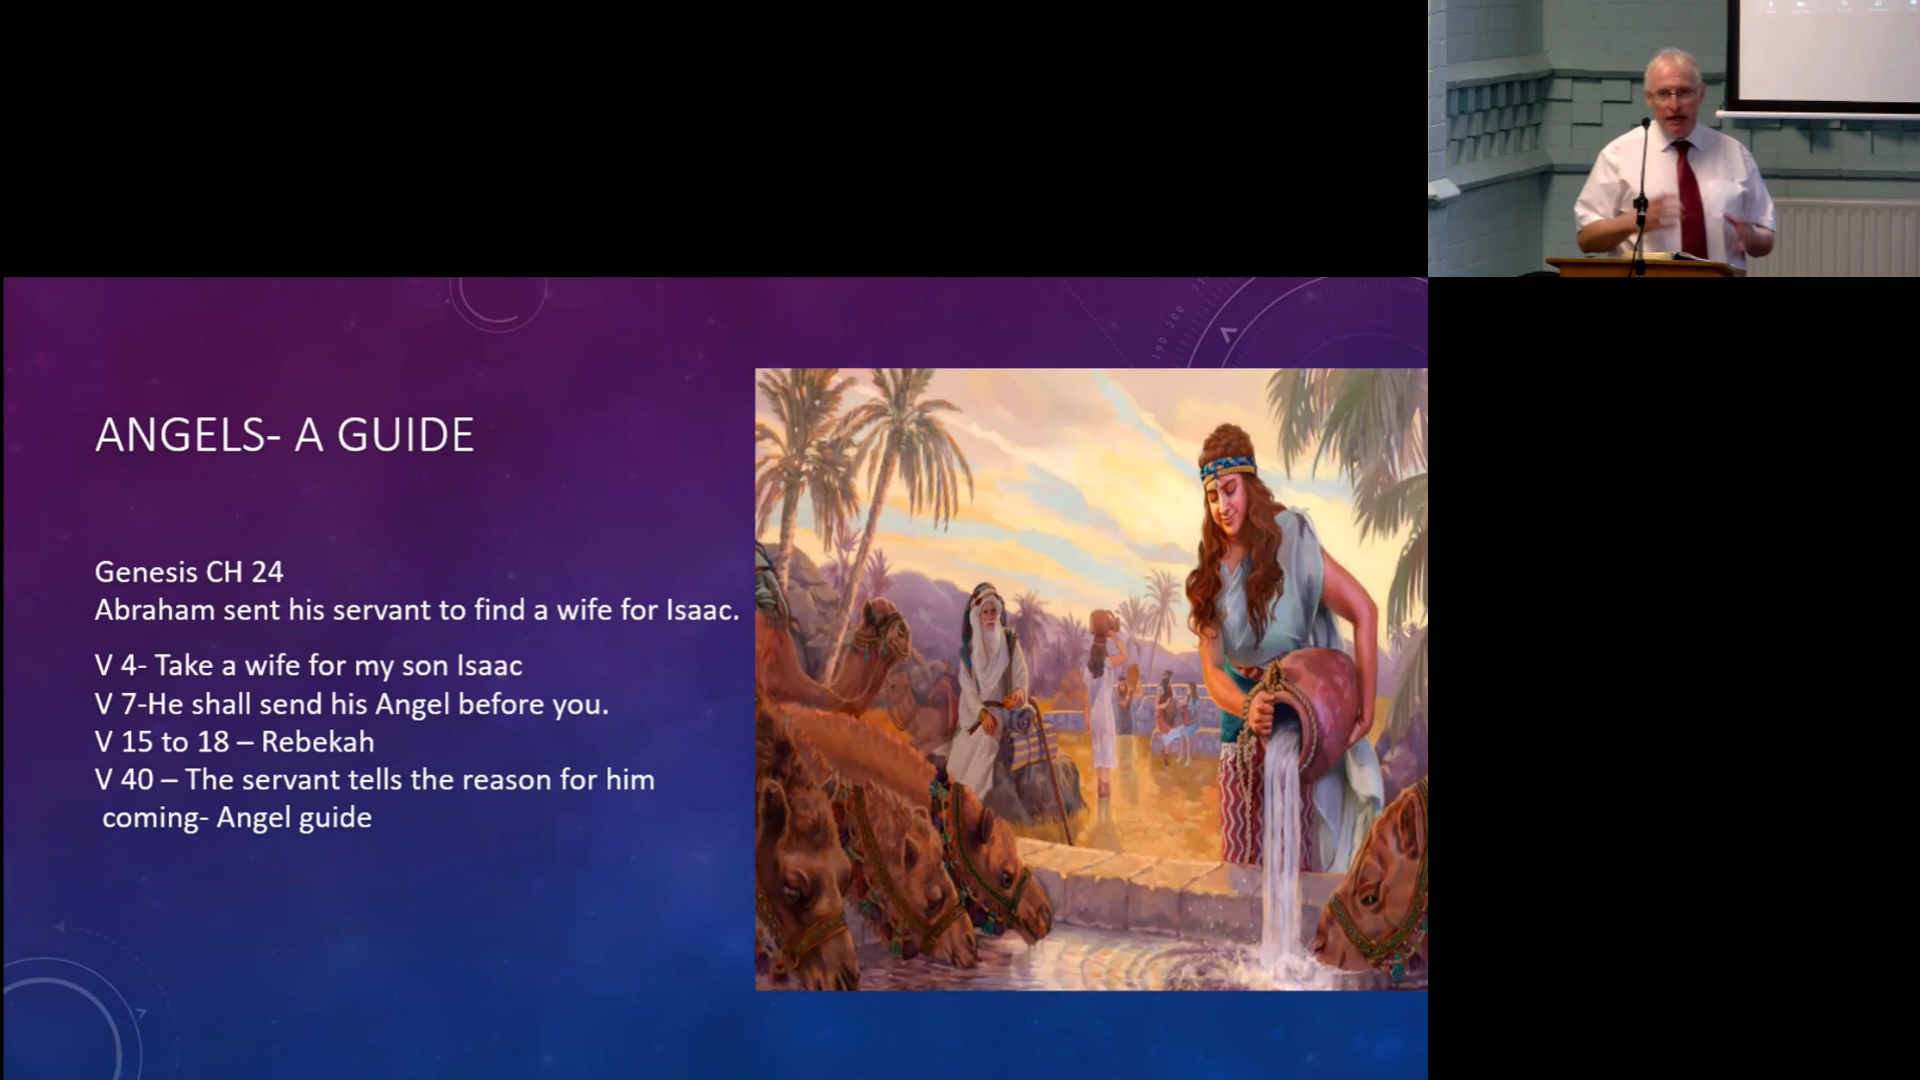 ANGELS- A GUIDE
Genesis CH 24
Abraham sent his servant to find a wife for Isaac.
V 4- Take a wife for my son Isaac
V 7-He shall send his Angel before you.
V 15 to 18 – Rebekah
V 40 – The servant tells the reason for him
coming- Angel guide
190 200